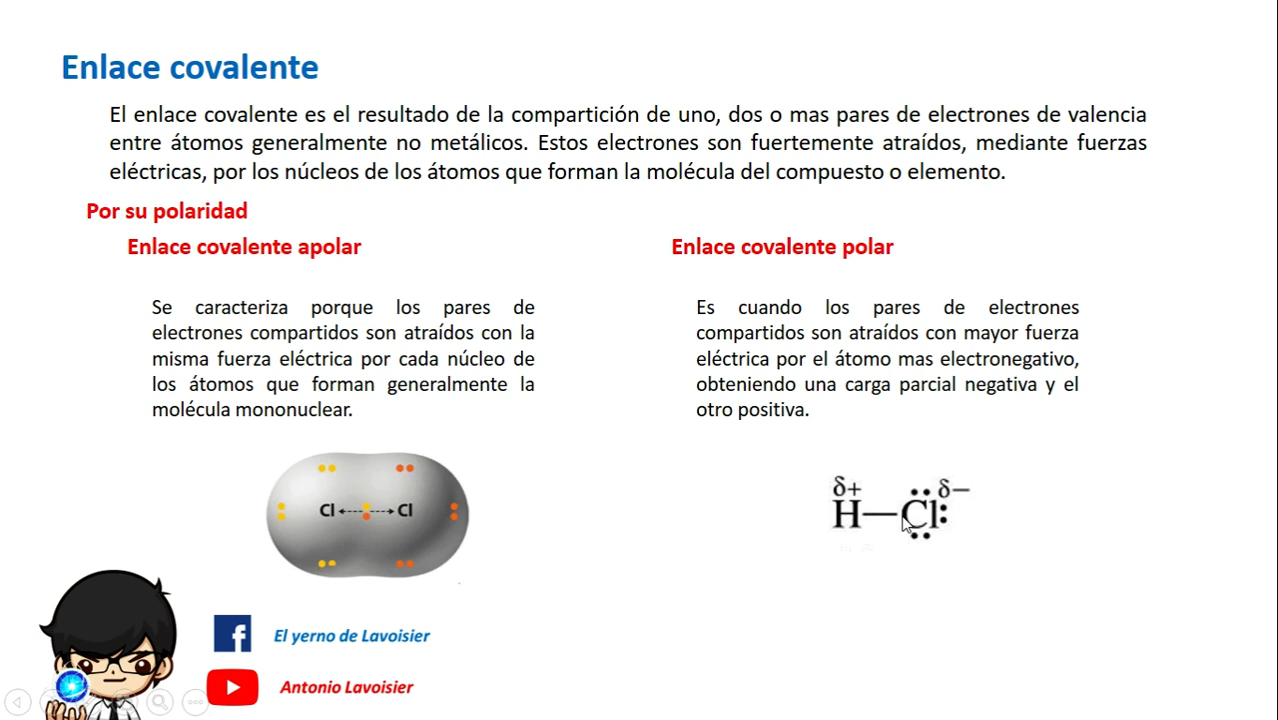 Enlace covalente
El enlace covalente es el resultado de la compartición de uno, dos o mas pares de electrones de valencia
entre átomos generalmente no metálicos. Estos electrones son fuertemente atraídos, mediante fuerzas
eléctricas, por los núcleos de los átomos que forman la molécula del compuesto o elemento.
Por su polaridad
Enlace covalente apolar
Se caracteriza porque los pares de
electrones compartidos son atraídos con la
misma fuerza eléctrica por cada núcleo de
los átomos que forman generalmente la
molécula mononuclear.
Cl Cl
Enlace covalente polar
Es cuando los pares de electrones
compartidos son atraídos con mayor fuerza
eléctrica por el átomo mas electronegativo,
obteniendo una carga parcial negativa y el
otro positiva.
δ+ δ−
H—Cl
El yerno de Lavoisier
Antonio Lavoisier